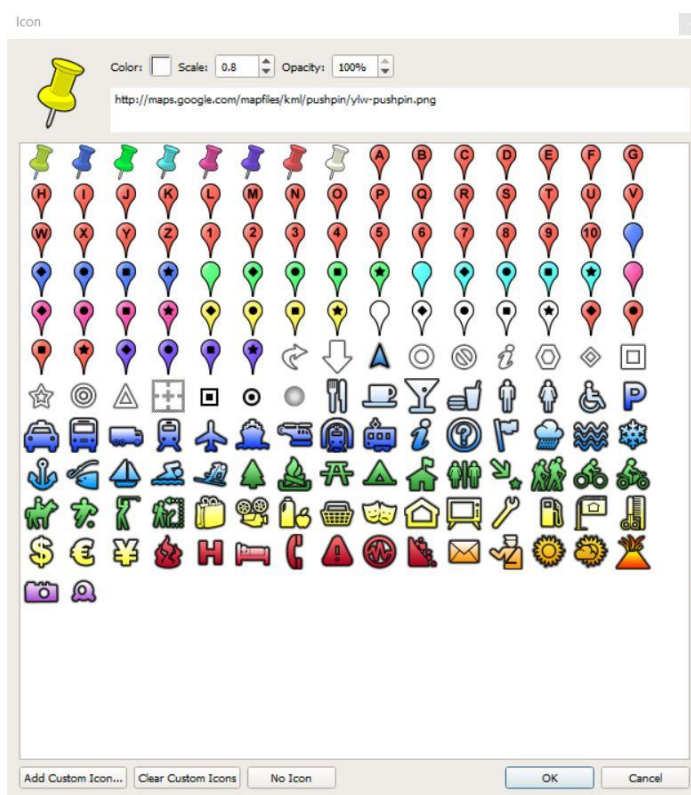 Icon
Color: Scale: 0.8 Opacity: 100%
http://maps.google.com/mapfiles/kml/pushpin/ylw-pushpin.png
A B C D E F G
H I J K L M N O P Q R S T U V
W X Y Z 1 2 3 4 5 6 7 8 9 10
i
P
i ?
$ € ¥ H
Add Custom Icon... Clear Custom Icons No Icon OK Cancel